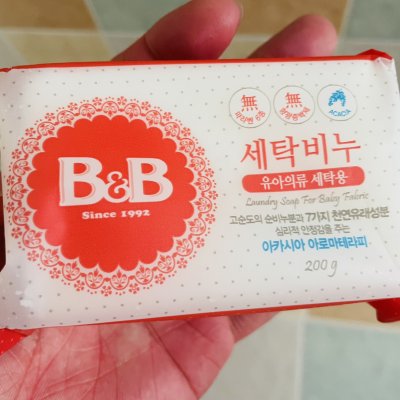 B&B
Since 1992
無
無
ACACIA
세탁비누
유아의류 세탁용
Laundry Soap For Baby Fabric
고순도의 순비누분과 7가지 천연유래성분
심리적 안정감을 주는
아카시아 아로마테라피
200 g